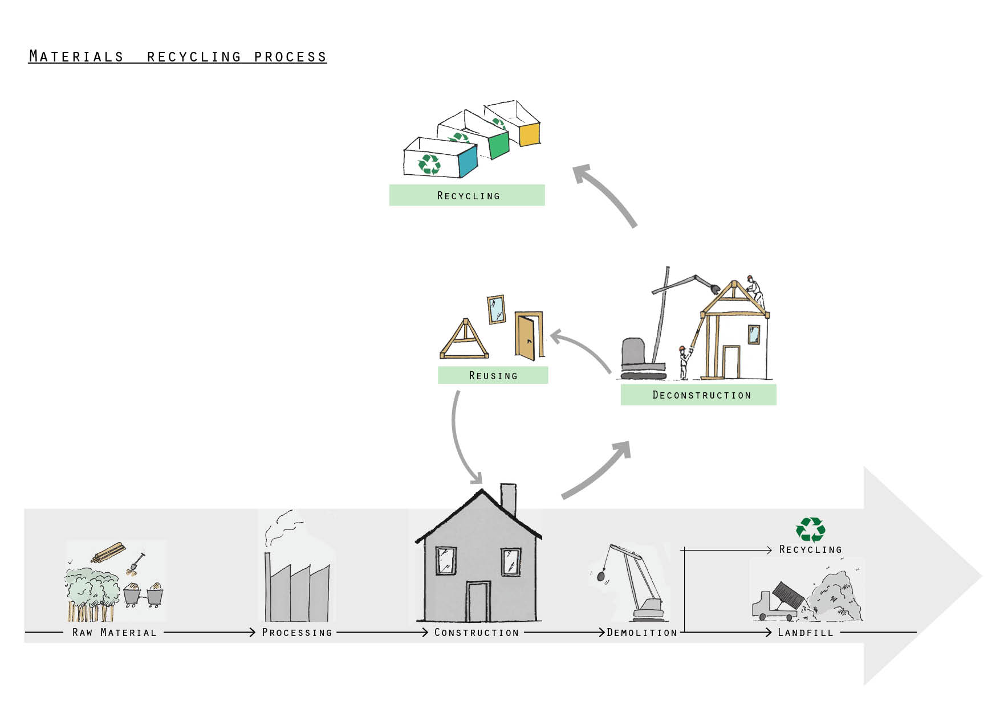 Materials recycling process
Recycling
Reusing
Deconstruction
Recycling
Raw Material
Processing
Construction
Demolition
Landfill